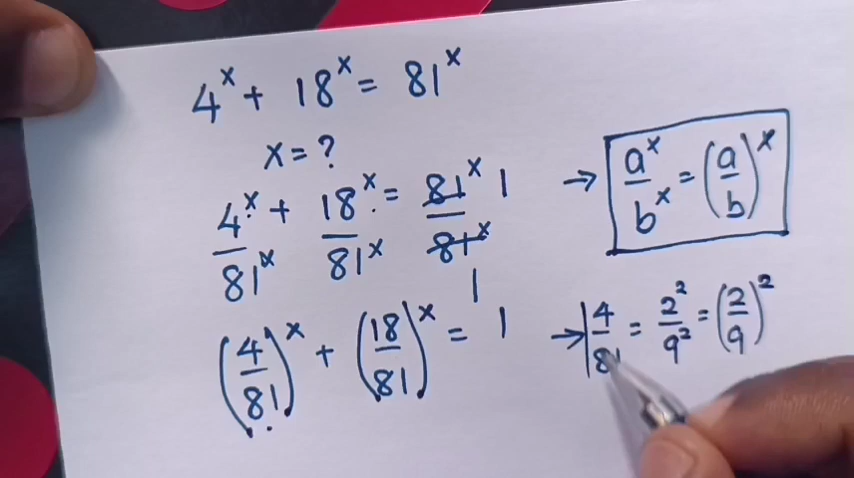 4^x + 18^x = 81^x
x = ?
4^x/81^x + 18^x/81^x = 81^x/81^x 1
1
(4/81)^x + (18/81)^x = 1
→ a^x/b^x = (a/b)^x
→ 4/81 = 2^2/9^2 = (2/9)^2